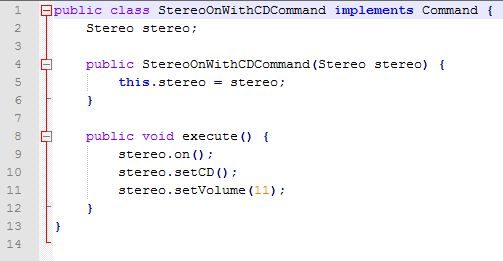 1 public class StereoOnWithCDCommand implements Command {
2     Stereo stereo;
3
4     public StereoOnWithCDCommand(Stereo stereo) {
5         this.stereo = stereo;
6     }
7
8     public void execute() {
9         stereo.on();
10         stereo.setCD();
11         stereo.setVolume(11);
12     }
13 }
14